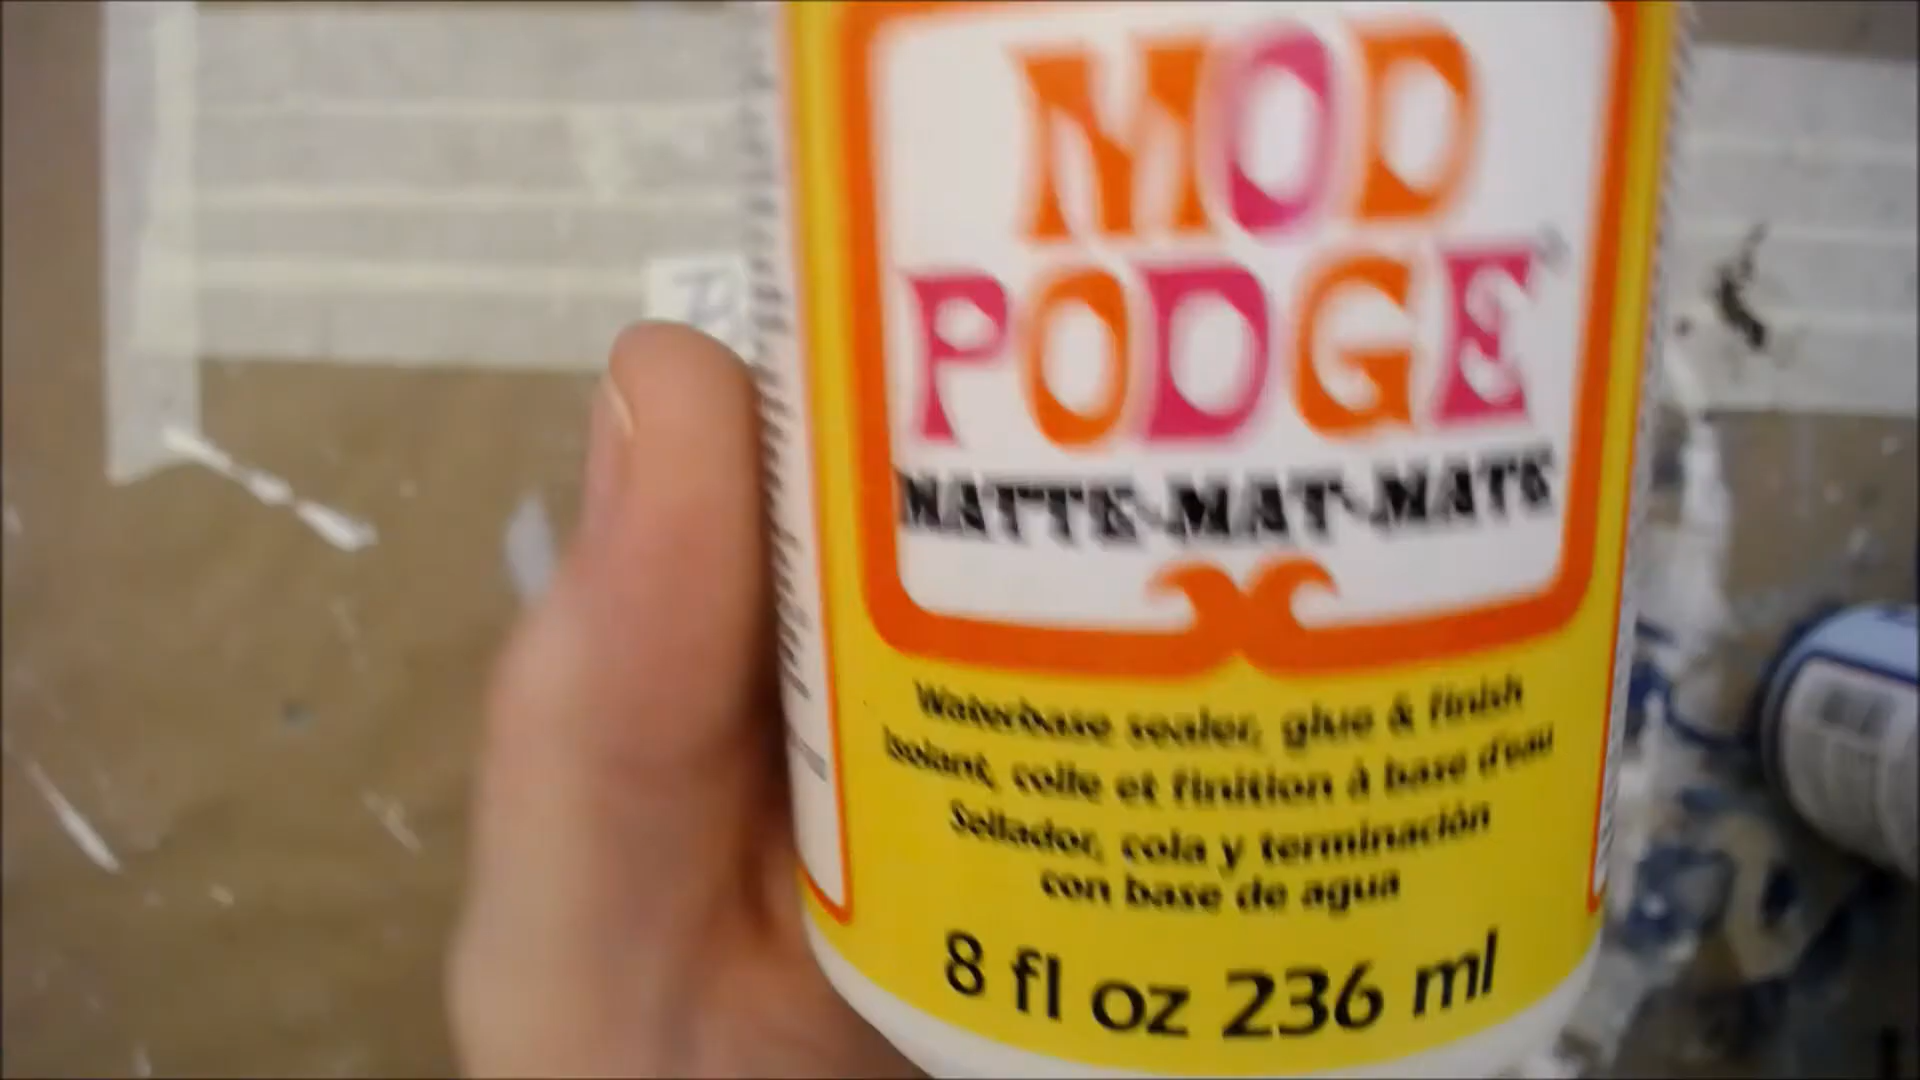 MOD
PODGE
MATTE-MAT-MATE
Waterbase sealer, glue & finish
Isolant, colle et finition à base d'eau
Sellador, cola y terminación
con base de agua
8 fl oz 236 ml